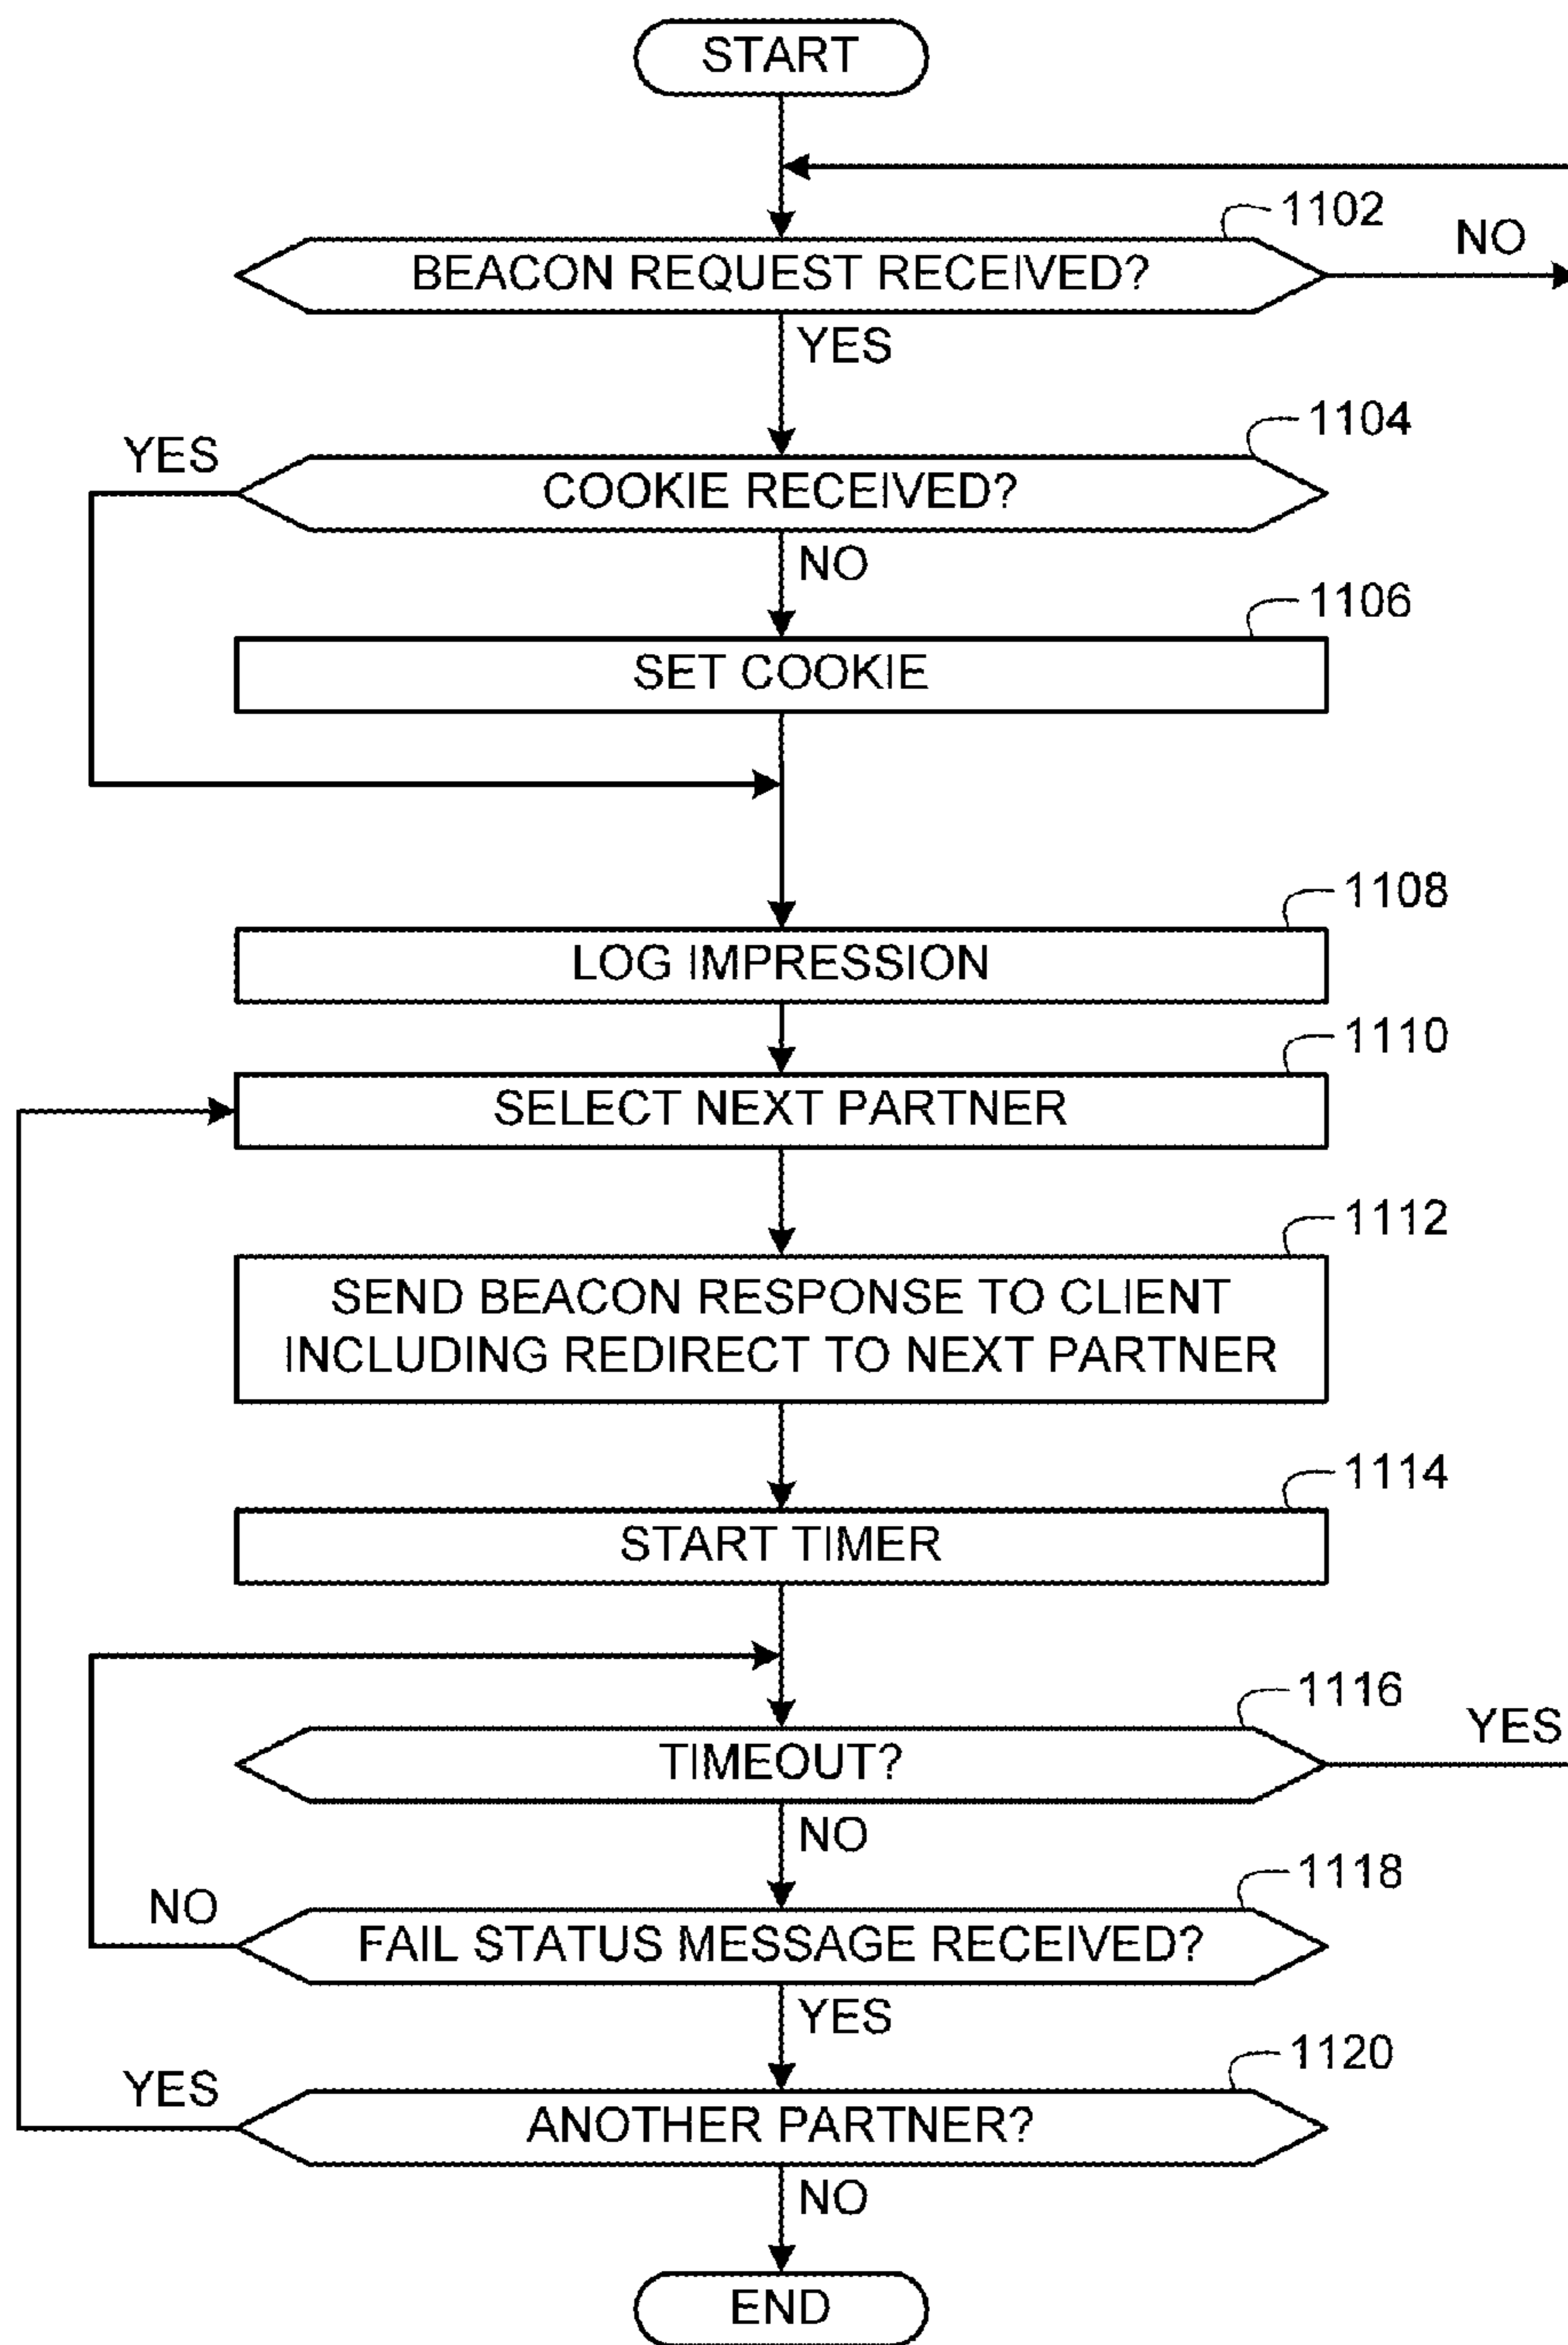 START
1102
BEACON REQUEST RECEIVED?
NO
YES
1104
YES
COOKIE RECEIVED?
NO
1106
SET COOKIE
1108
LOG IMPRESSION
1110
SELECT NEXT PARTNER
1112
SEND BEACON RESPONSE TO CLIENT
INCLUDING REDIRECT TO NEXT PARTNER
1114
START TIMER
1116
TIMEOUT?
YES
NO
1118
NO
FAIL STATUS MESSAGE RECEIVED?
YES
1120
YES
ANOTHER PARTNER?
NO
END